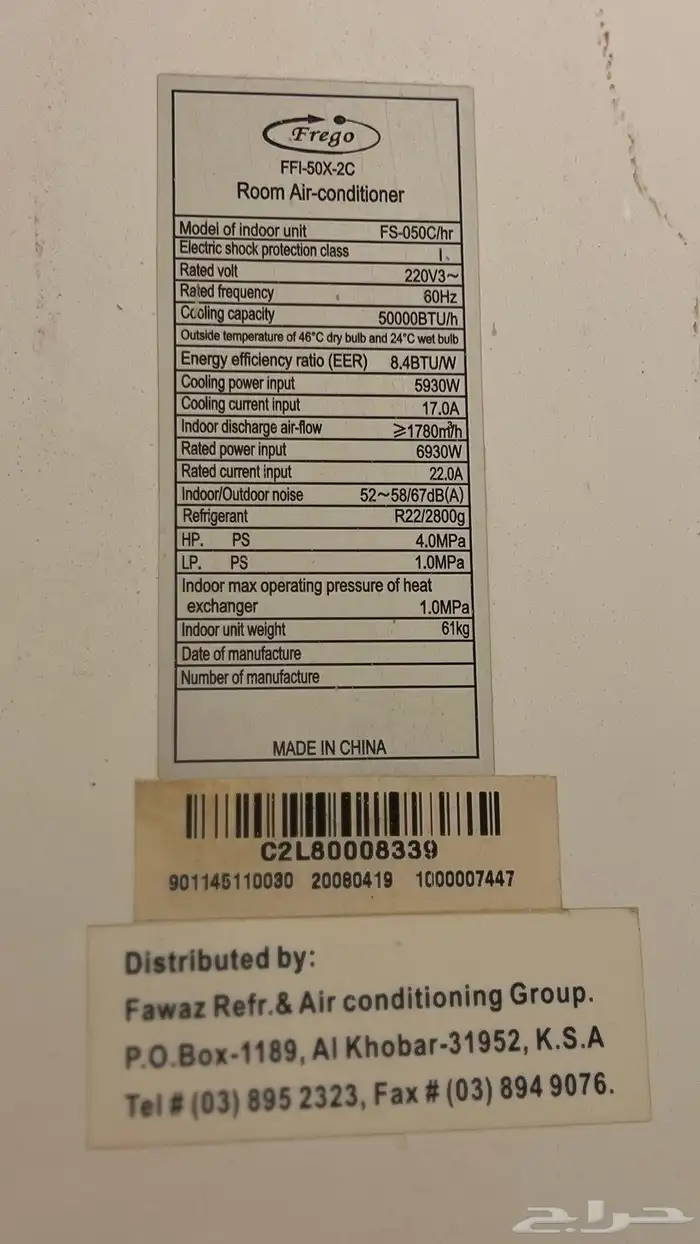 Frego
FFI-50X-2C
Room Air-conditioner
Model of indoor unit FS-050C/hr
Electric shock protection class I
Rated volt 220V3~
Rated frequency 60Hz
Cooling capacity 50000BTU/h
Outside temperature of 46°C dry bulb and 24°C wet bulb
Energy efficiency ratio (EER) 8.4BTU/W
Cooling power input 5930W
Cooling current input 17.0A
Indoor discharge air-flow ≥1780m³/h
Rated power input 6930W
Rated current input 22.0A
Indoor/Outdoor noise 52~58/67dB(A)
Refrigerant R22/2800g
HP. PS 4.0MPa
LP. PS 1.0MPa
Indoor max operating pressure of heat
exchanger 1.0MPa
Indoor unit weight 61kg
Date of manufacture
Number of manufacture
MADE IN CHINA
C2L80008339
901145110030 20080419 1000007447
Distributed by:
Fawaz Refr.& Air conditioning Group.
P.O.Box-1189, Al Khobar-31952, K.S.A
Tel # (03) 895 2323, Fax # (03) 894 9076.
حراج